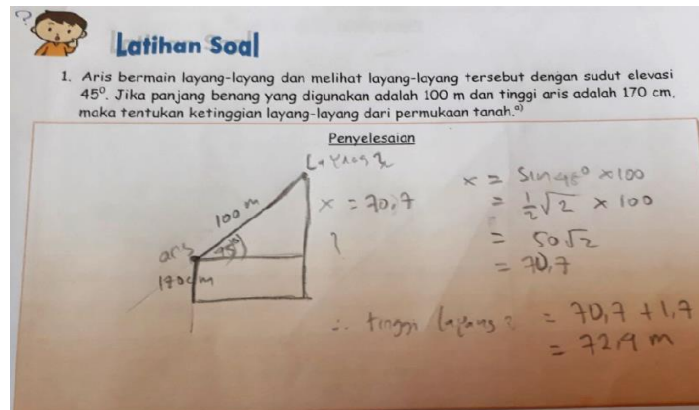 ?
Latihan Soal
1. Aris bermain layang-layang dan melihat layang-layang tersebut dengan sudut elevasi
45⁰. Jika panjang benang yang digunakan adalah 100 m dan tinggi aris adalah 170 cm,
maka tentukan ketinggian layang-layang dari permukaan tanah.ᵃ⁾
Penyelesaian
Layang2
100 m
x = 70,7
?
aris
45°
170 cm
x = Sin 45° × 100
= ½√2 × 100
= 50√2
= 70,7
∴ tinggi layang2 = 70,7 + 1,7
= 72,4 m